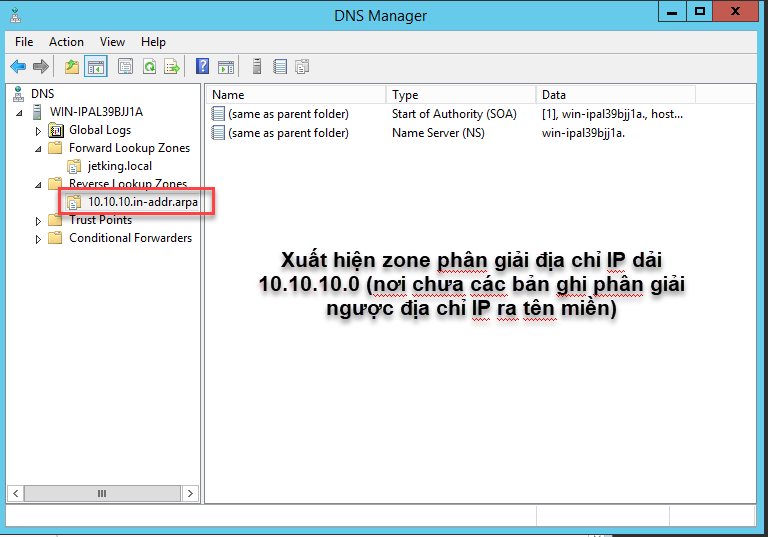 DNS Manager
File Action View Help
DNS
WIN-IPAL39BJJ1A
Global Logs
Forward Lookup Zones
jetking.local
Reverse Lookup Zones
10.10.10.in-addr.arpa
Trust Points
Conditional Forwarders
Name Type Data
(same as parent folder) Start of Authority (SOA) [1], win-ipal39bjj1a., host...
(same as parent folder) Name Server (NS) win-ipal39bjj1a.
Xuất hiện zone phân giải địa chỉ IP dải
10.10.10.0 (nơi chưa các bản ghi phân giải
ngược địa chỉ IP ra tên miền)